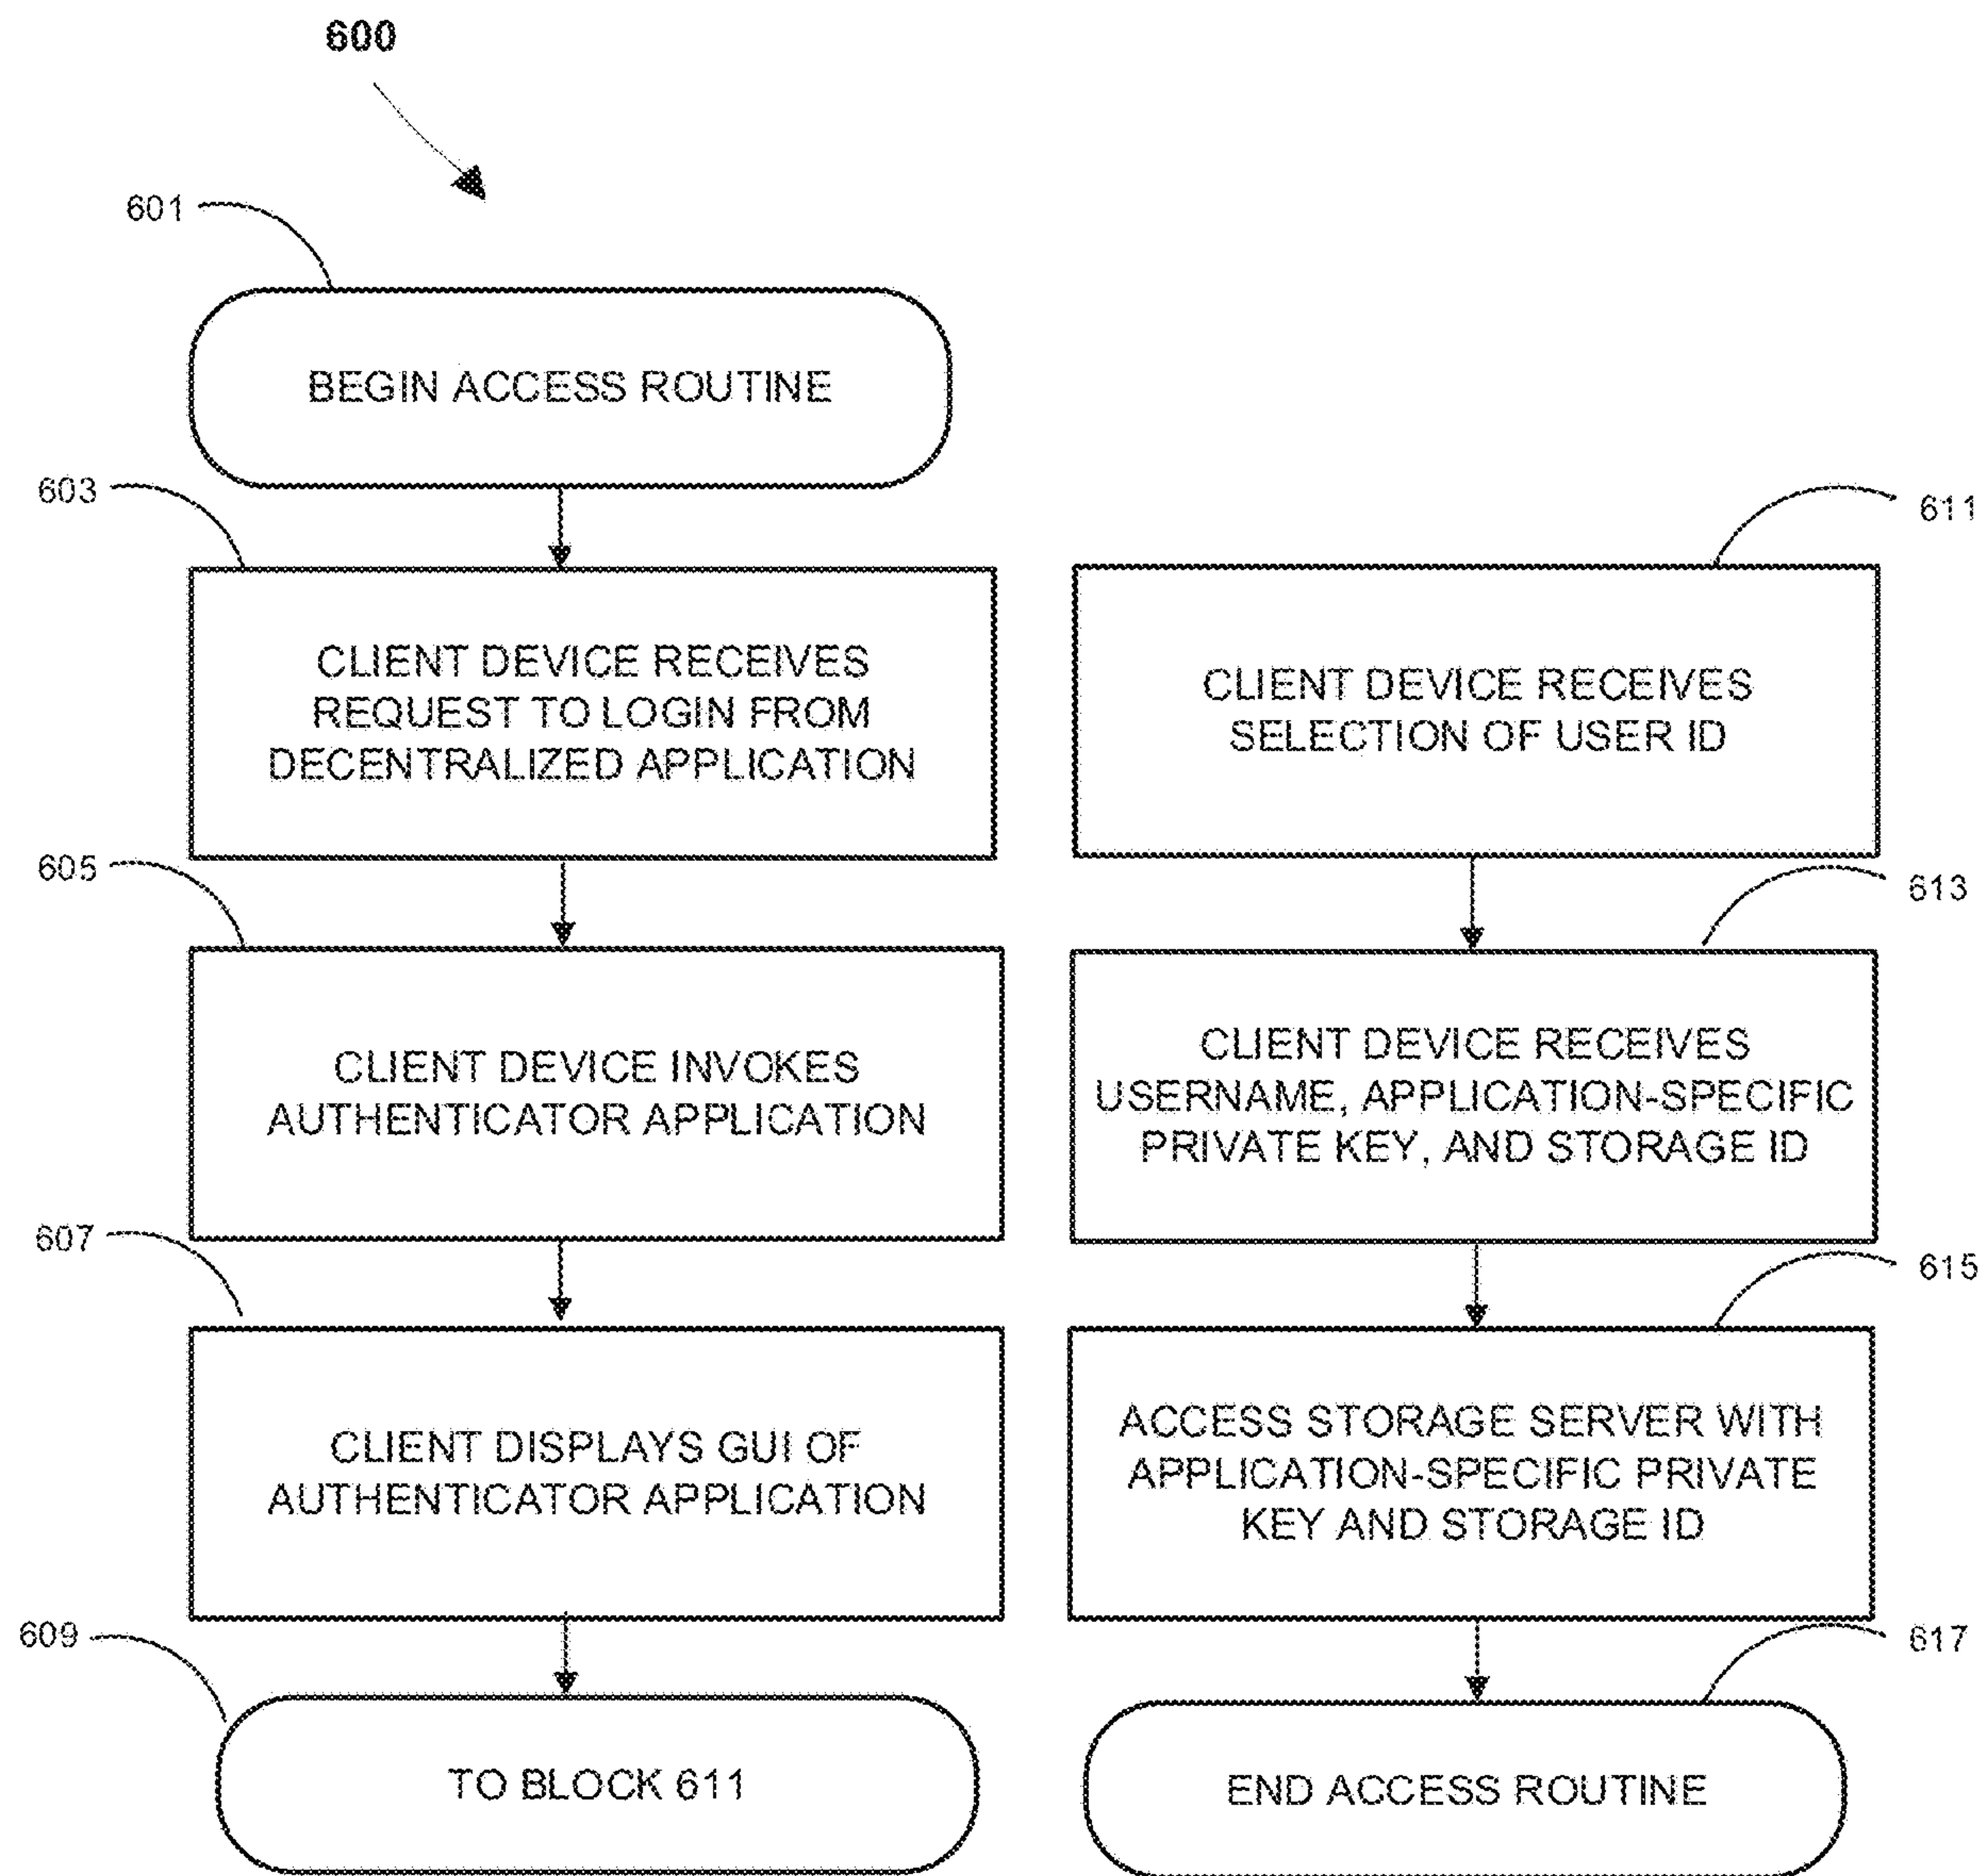 600
601
BEGIN ACCESS ROUTINE
603
CLIENT DEVICE RECEIVES
REQUEST TO LOGIN FROM
DECENTRALIZED APPLICATION
605
CLIENT DEVICE INVOKES
AUTHENTICATOR APPLICATION
607
CLIENT DISPLAYS GUI OF
AUTHENTICATOR APPLICATION
609
TO BLOCK 611
611
CLIENT DEVICE RECEIVES
SELECTION OF USER ID
613
CLIENT DEVICE RECEIVES
USERNAME, APPLICATION-SPECIFIC
PRIVATE KEY, AND STORAGE ID
615
ACCESS STORAGE SERVER WITH
APPLICATION-SPECIFIC PRIVATE
KEY AND STORAGE ID
617
END ACCESS ROUTINE